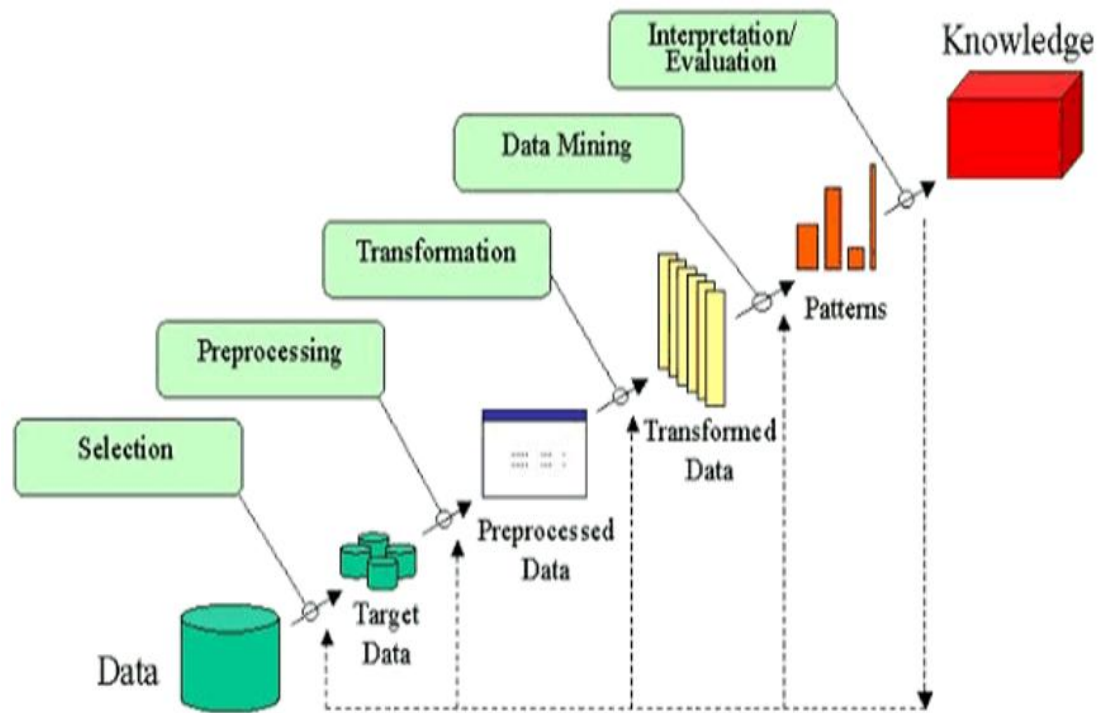 Interpretation/
Evaluation
Knowledge
Data Mining
Transformation
Patterns
Preprocessing
Transformed
Data
Selection
Preprocessed
Data
Target
Data
Data